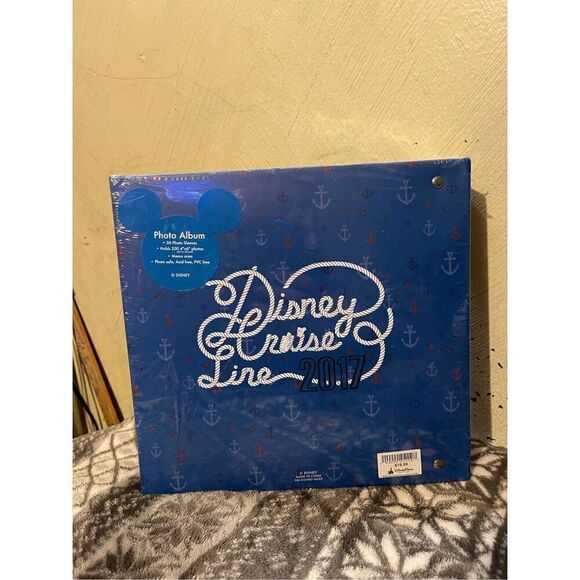 Photo Album
• 50 Photo Sleeves
• Holds 200 4"x6" photos
• Memo area
• Photo safe, Acid free, PVC free
© DISNEY
Disney
Cruise
Line
2017
© DISNEY
MADE IN CHINA
$19.99